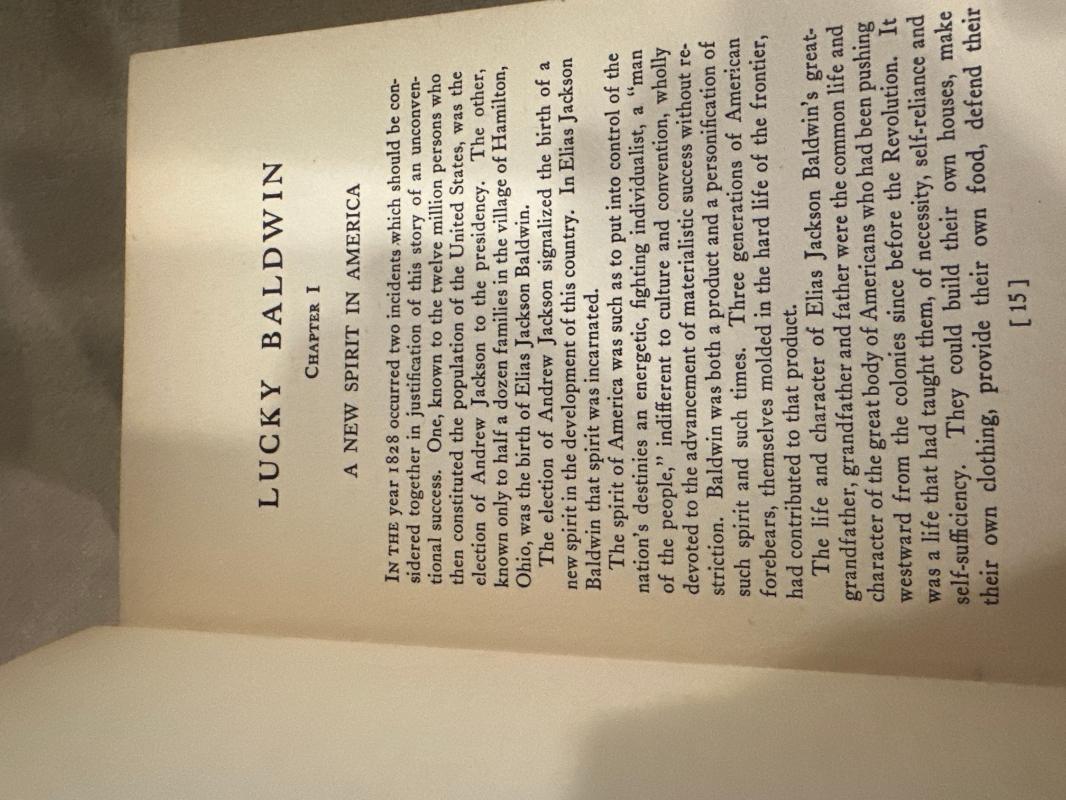 LUCKY BALDWIN
CHAPTER I
A NEW SPIRIT IN AMERICA
IN THE year 1828 occurred two incidents which should be con-
sidered together in justification of this story of an unconven-
tional success. One, known to the twelve million persons who
then constituted the population of the United States, was the
election of Andrew Jackson to the presidency. The other,
known only to half a dozen families in the village of Hamilton,
Ohio, was the birth of Elias Jackson Baldwin.
The election of Andrew Jackson signalized the birth of a
new spirit in the development of this country. In Elias Jackson
Baldwin that spirit was incarnated.
The spirit of America was such as to put into control of the
nation's destinies an energetic, fighting individualist, a "man
of the people," indifferent to culture and convention, wholly
devoted to the advancement of materialistic success without re-
striction. Baldwin was both a product and a personification of
such spirit and such times. Three generations of American
forebears, themselves molded in the hard life of the frontier,
had contributed to that product.
The life and character of Elias Jackson Baldwin's great-
grandfather, grandfather and father were the common life and
character of the great body of Americans who had been pushing
westward from the colonies since before the Revolution. It
was a life that had taught them, of necessity, self-reliance and
self-sufficiency. They could build their own houses, make
their own clothing, provide their own food, defend their
[15]